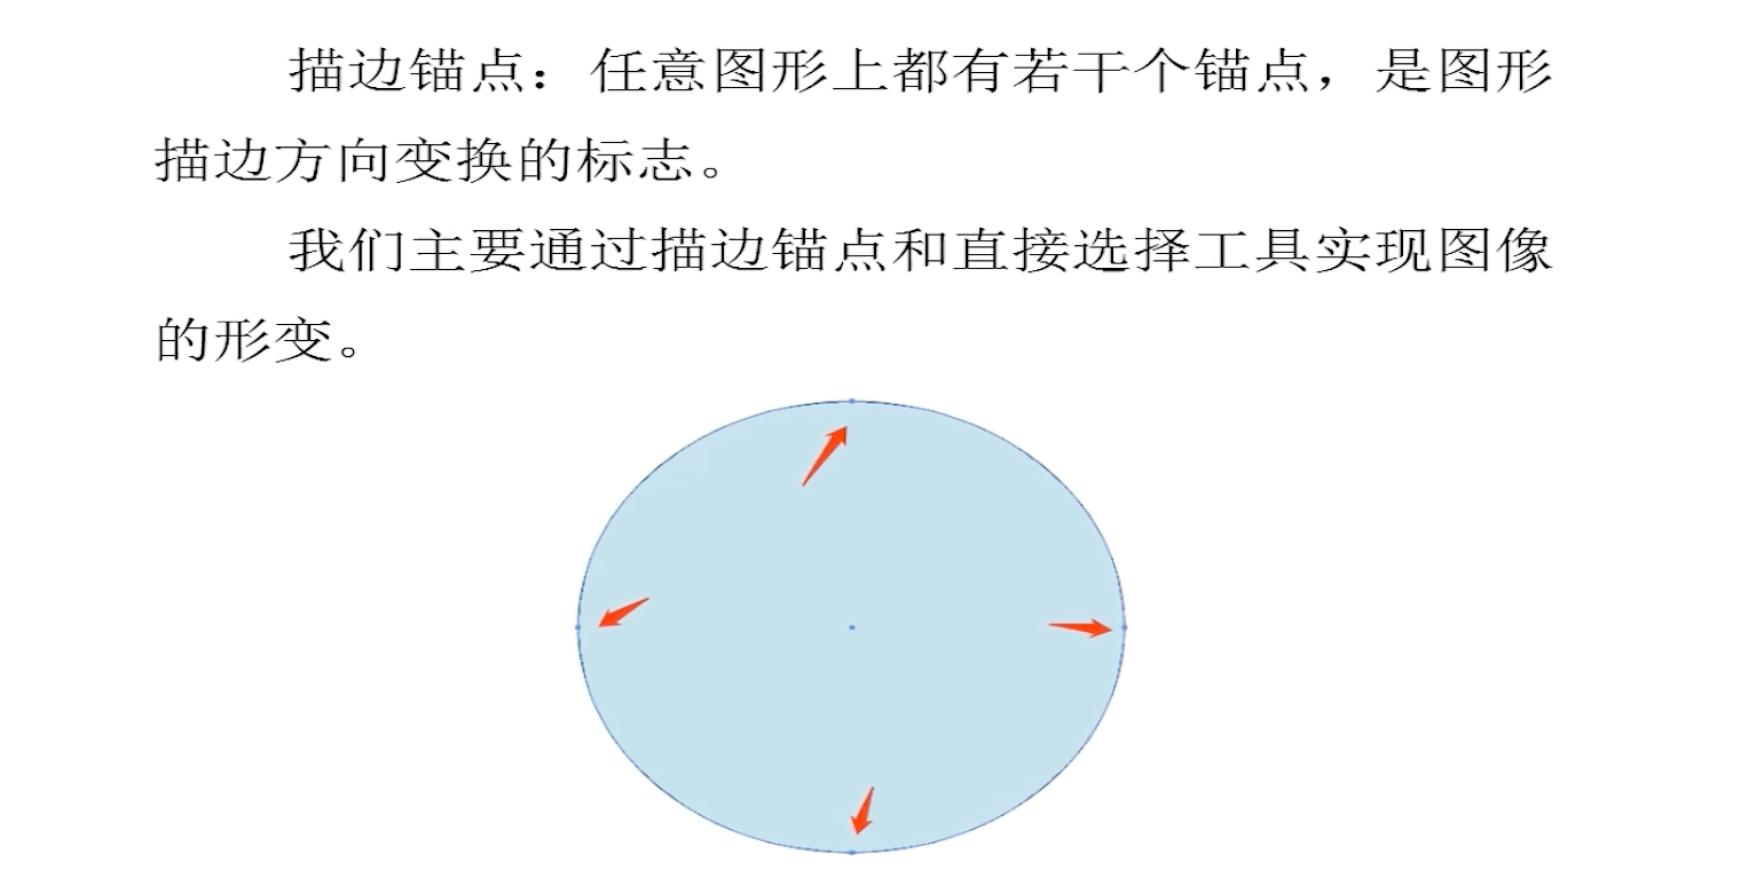 描边锚点：任意图形上都有若干个锚点，是图形
描边方向变换的标志。
我们主要通过描边锚点和直接选择工具实现图像
的形变。